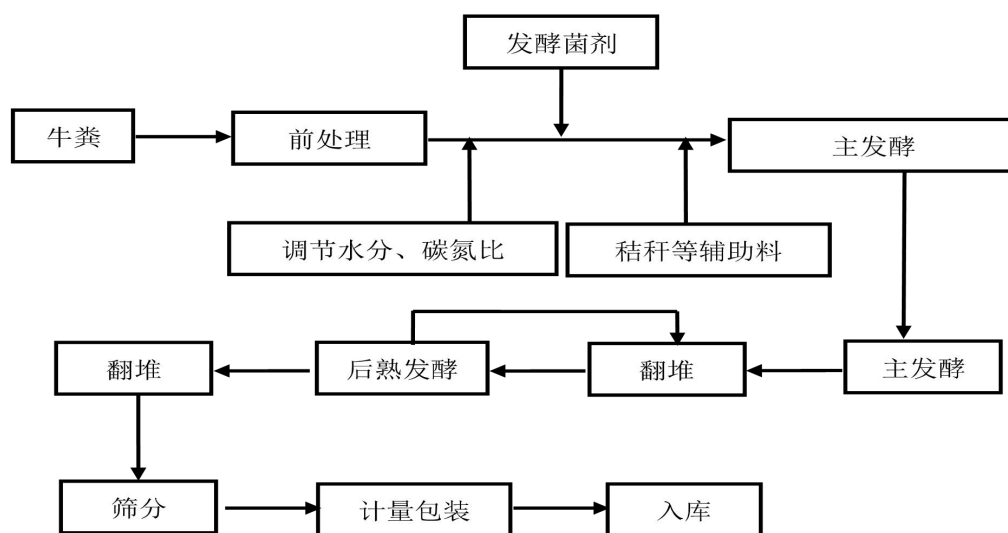 发酵菌剂
牛粪
前处理
主发酵
调节水分、碳氮比
秸秆等辅助料
翻堆
后熟发酵
翻堆
主发酵
筛分
计量包装
入库